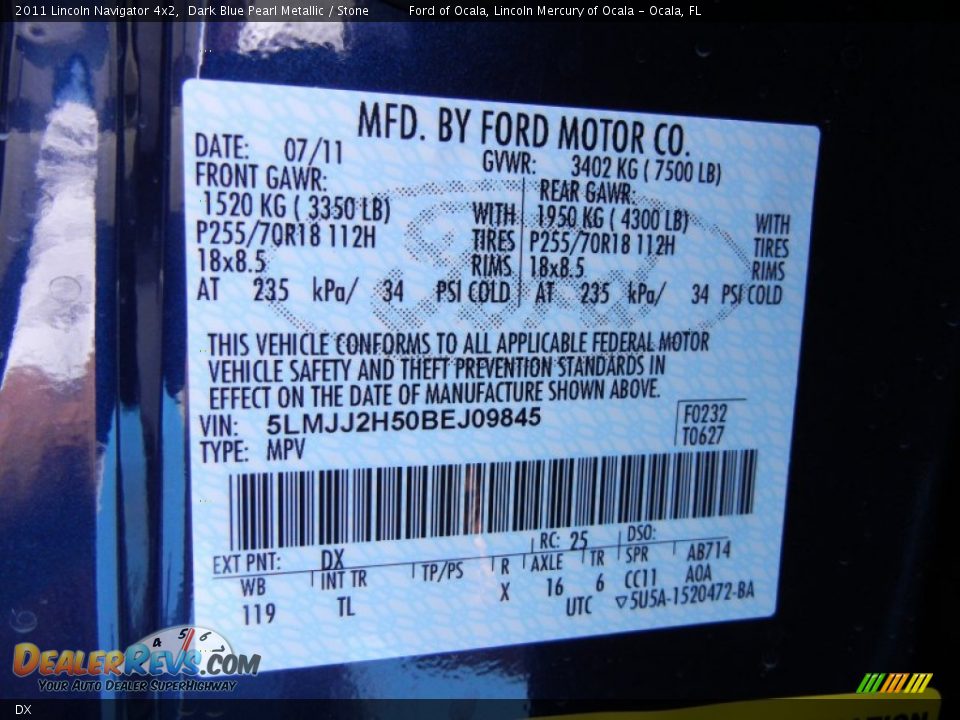 2011 Lincoln Navigator 4x2, Dark Blue Pearl Metallic / Stone Ford of Ocala, Lincoln Mercury of Ocala - Ocala, FL
MFD. BY FORD MOTOR CO.
DATE: 07/11 GVWR: 3402 KG ( 7500 LB)
FRONT GAWR: REAR GAWR:
1520 KG ( 3350 LB) WITH 1950 KG ( 4300 LB) WITH
P255/70R18 112H TIRES P255/70R18 112H TIRES
18x8.5 RIMS 18x8.5 RIMS
AT 235 kPa/ 34 PSI COLD AT 235 kPa/ 34 PSI COLD
THIS VEHICLE CONFORMS TO ALL APPLICABLE FEDERAL MOTOR
VEHICLE SAFETY AND THEFT PREVENTION STANDARDS IN
EFFECT ON THE DATE OF MANUFACTURE SHOWN ABOVE.
VIN: 5LMJJ2H50BEJ09845 F0232
TYPE: MPV T0627
EXT PNT: DX RC: 25 DSO:
WB INT TR TP/PS R AXLE TR SPR AB714
119 TL X 16 6 CC11 A0A
UTC ▽5U5A-1520472-BA
4 5 6
DEALERREVS.COM
YOUR AUTO DEALER SUPERHIGHWAY
DX